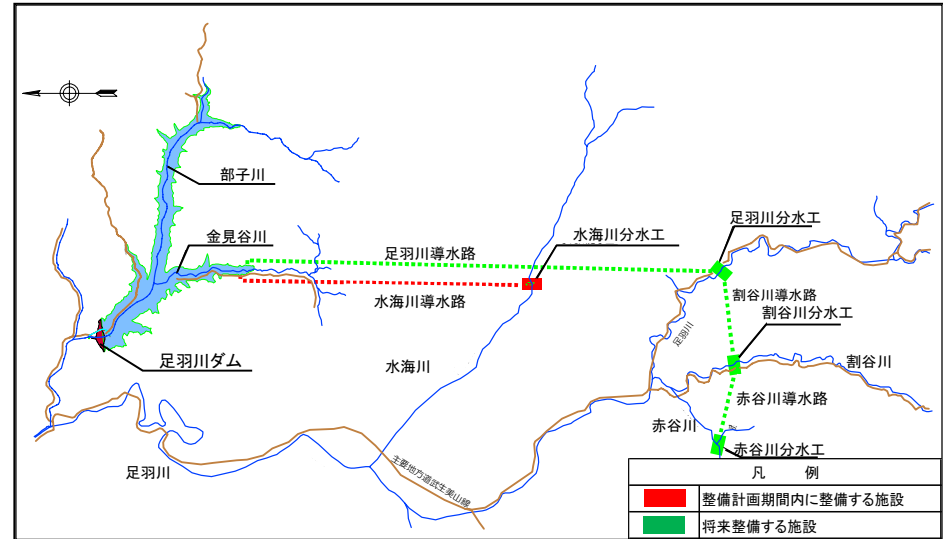 部子川
金見谷川
足羽川導水路
水海川分水工
足羽川分水工
水海川導水路
割谷川導水路
割谷川分水工
足羽川
足羽川ダム
水海川
割谷川
赤谷川導水路
赤谷川
赤谷川分水工
足羽川
主要地方道武生美山線
凡 例
整備計画期間内に整備する施設
将来整備する施設